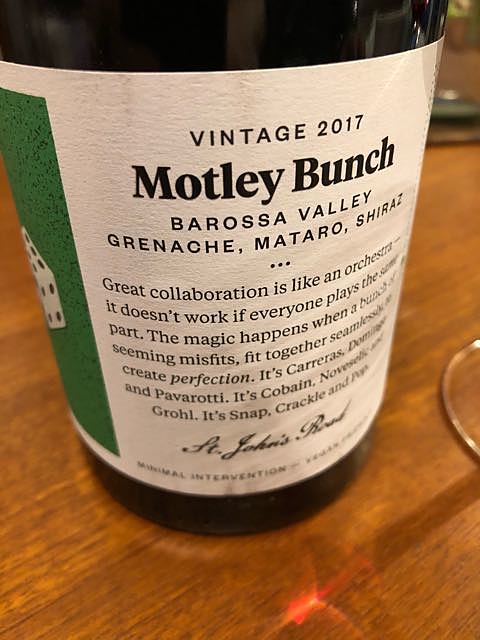 VINTAGE 2017
Motley Bunch
BAROSSA VALLEY
GRENACHE, MATARO, SHIRAZ
Great collaboration is like an orchestra —
it doesn't work if everyone plays the same
part. The magic happens when a bunch of
seeming misfits, fit together seamlessly to
create perfection. It's Carreras, Domingo
and Pavarotti. It's Cobain, Novoselic and
Grohl. It's Snap, Crackle and Pop.
St. John's Road
MINIMAL INTERVENTION — VEGAN